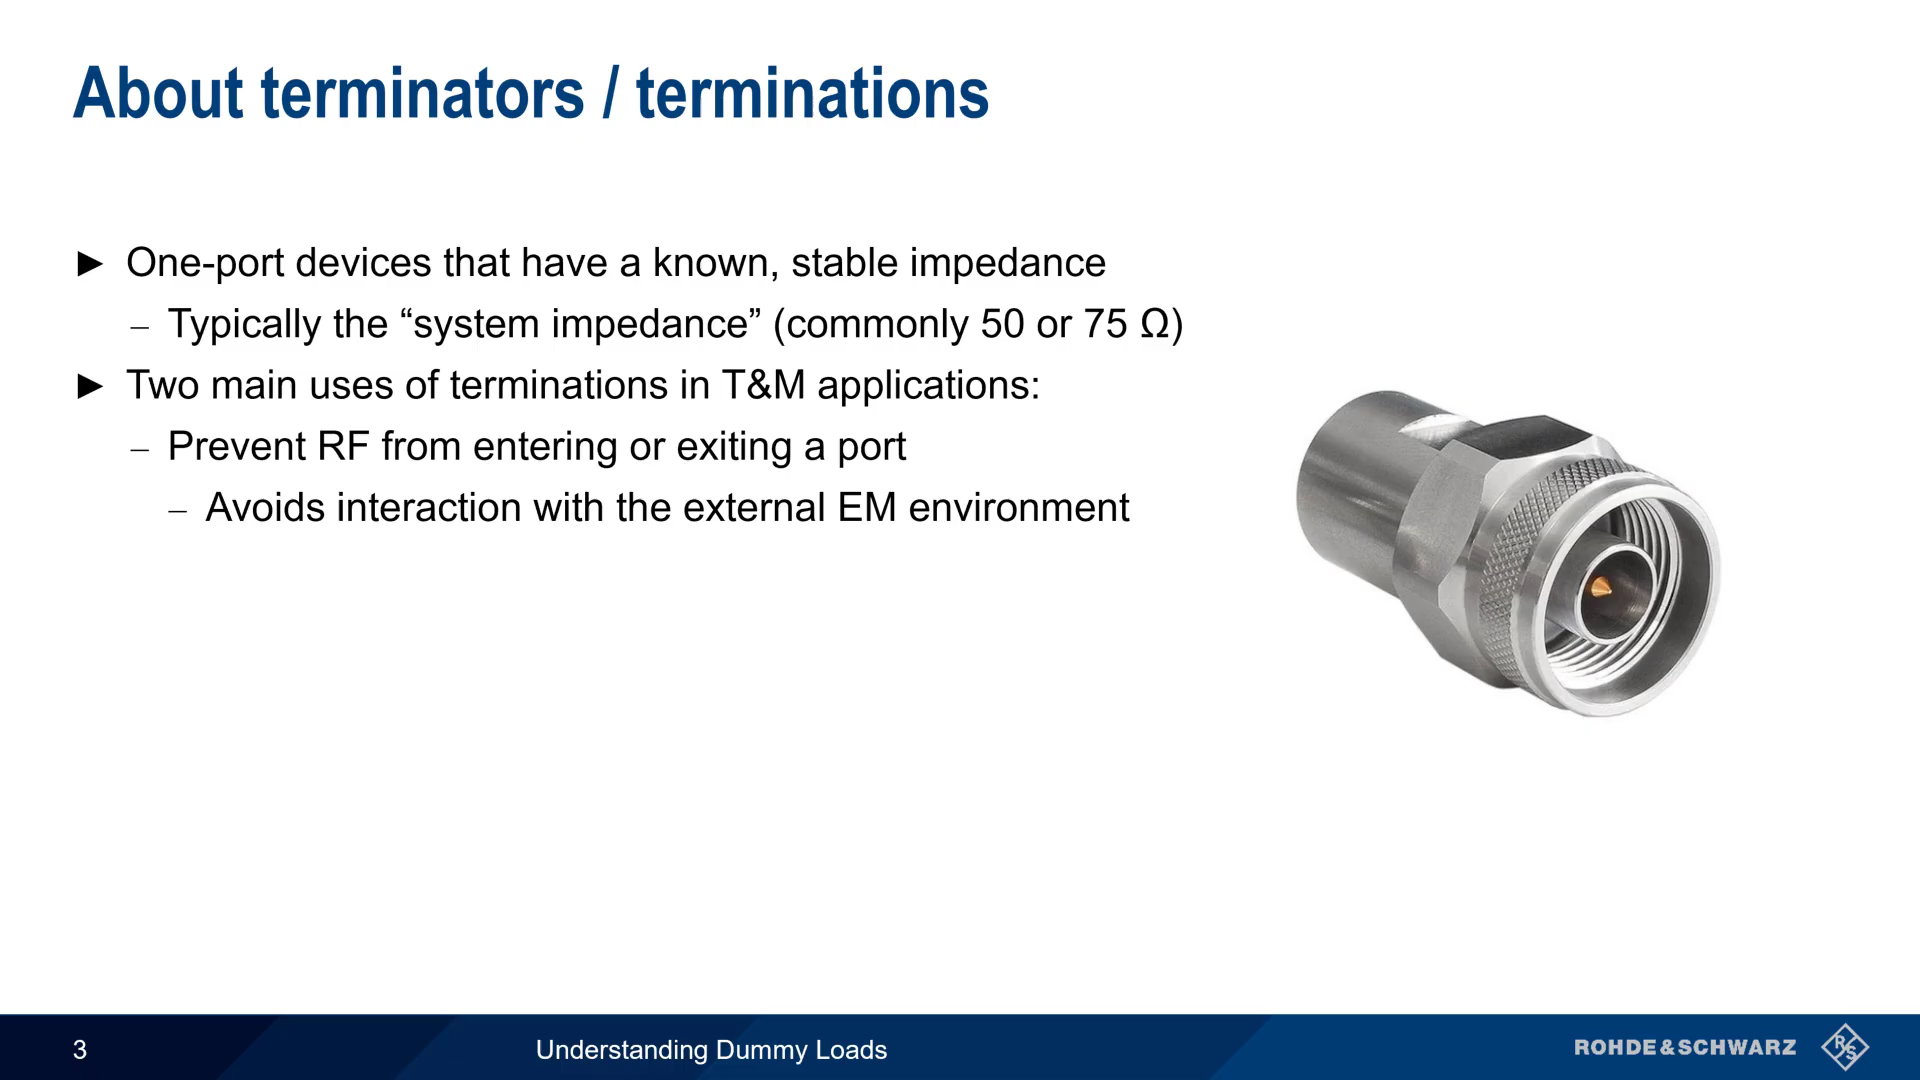 About terminators / terminations
► One-port devices that have a known, stable impedance
– Typically the “system impedance” (commonly 50 or 75 Ω)
► Two main uses of terminations in T&M applications:
– Prevent RF from entering or exiting a port
– Avoids interaction with the external EM environment
3
Understanding Dummy Loads
ROHDE&SCHWARZ
R&S